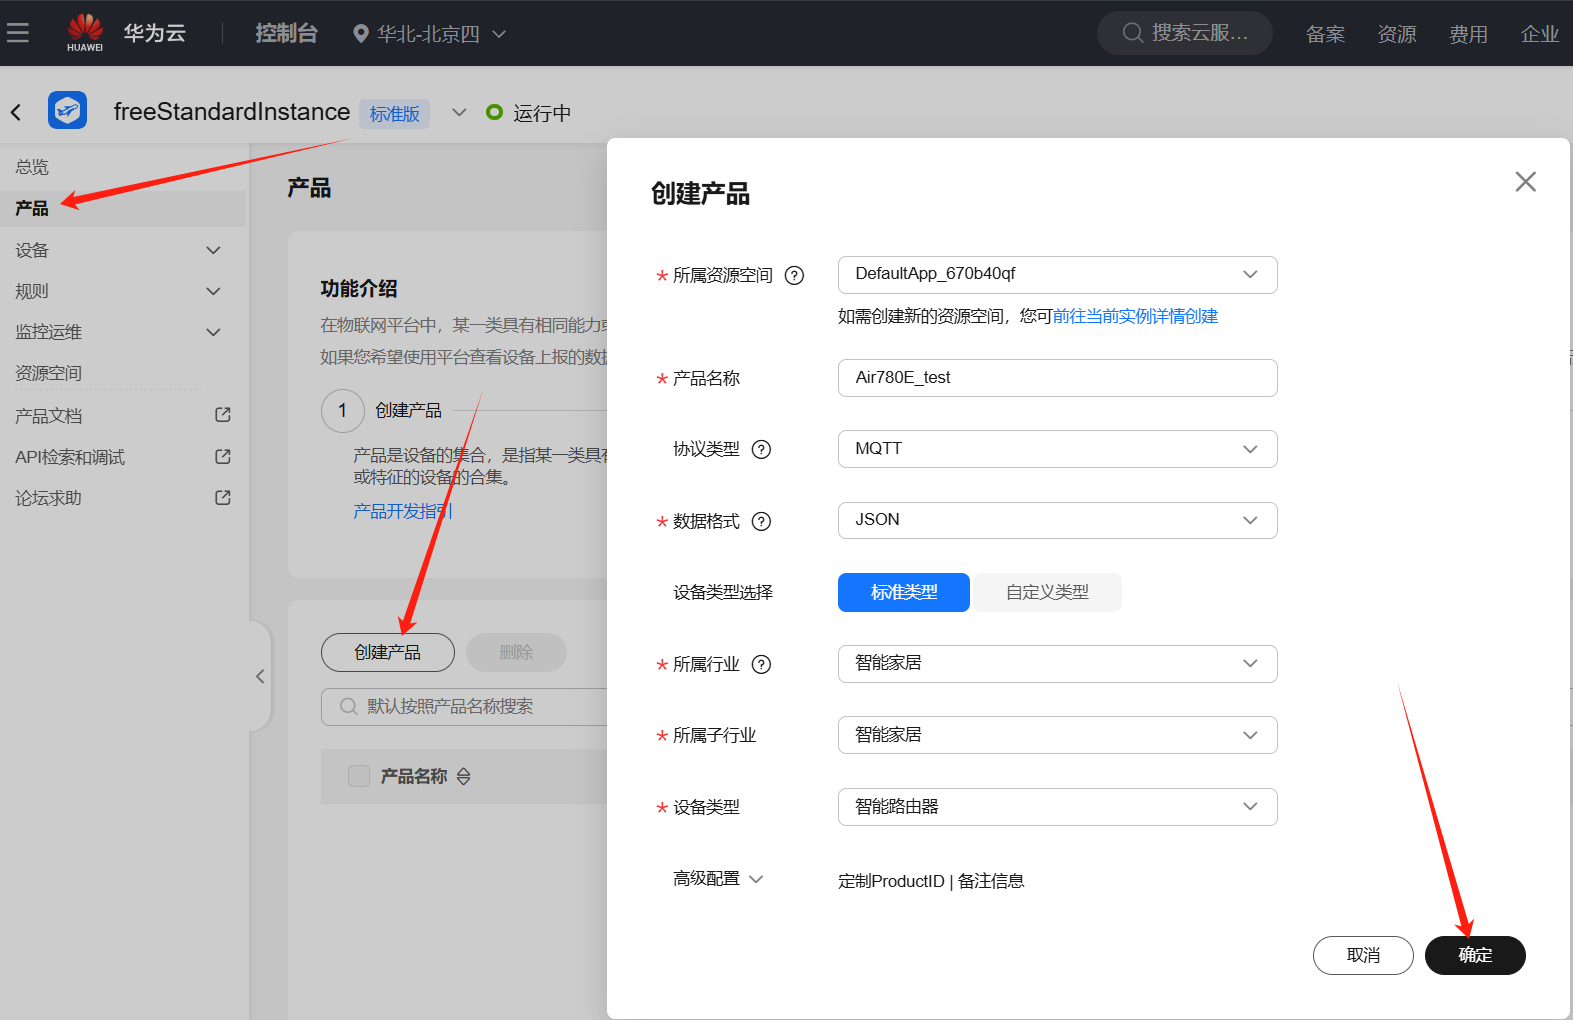 HUAWEI
华为云
控制台
华北-北京四
搜索云服...
备案
资源
费用
企业
freeStandardInstance
标准版
运行中
总览
产品
设备
规则
监控运维
资源空间
产品文档
API检索和调试
论坛求助
产品
功能介绍
在物联网平台中，某一类具有相同能力或
如果您希望使用平台查看设备上报的数据
1
创建产品
产品是设备的集合，是指某一类具有
或特征的设备的合集。
产品开发指引
创建产品
删除
默认按照产品名称搜索
产品名称
创建产品
* 所属资源空间 ?
DefaultApp_670b40qf
如需创建新的资源空间，您可前往当前实例详情创建
* 产品名称
Air780E_test
协议类型 ?
MQTT
* 数据格式 ?
JSON
设备类型选择
标准类型
自定义类型
* 所属行业 ?
智能家居
* 所属子行业
智能家居
* 设备类型
智能路由器
高级配置
定制ProductID | 备注信息
取消
确定